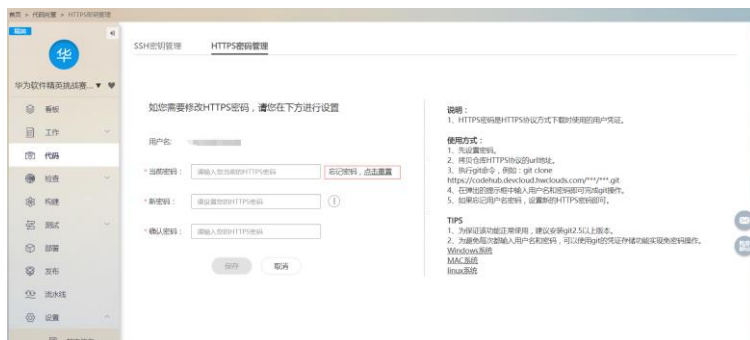 首页 > 代码托管 > HTTPS密码管理
华
华为软件精英挑战赛...
看板
工作
代码
检查
构建
测试
部署
发布
流水线
设置
SSH密钥管理
HTTPS密码管理
如您需要修改HTTPS密码，请您在下方进行设置
用户名:
* 当前密码： 请输入您当前的HTTPS密码 忘记密码，点击重置
* 新密码： 请设置您的HTTPS密码
* 确认密码： 请输入您的HTTPS密码
保存 取消
说明：
1、HTTPS密码是HTTPS协议方式下载时使用的用户凭证。
使用方式：
1、先设置密码。
2、拷贝仓库HTTPS协议的url地址。
3、执行git命令，例如：git clone
https://codehub.devcloud.hwclouds.com/***/***.git
4、在弹出的提示框中输入用户名和密码即可完成git操作。
5、如果忘记用户名密码，设置新的HTTPS密码即可。
TIPS
1、为保证该功能正常使用，建议安装git2.5以上版本。
2、为避免每次都输入用户名和密码，可以使用git的凭证存储功能实现免密码操作。
Windows系统
MAC系统
linux系统